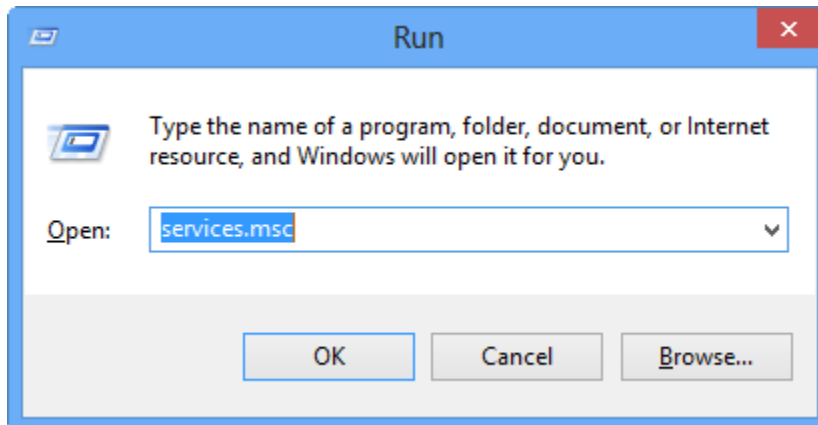 Run
Type the name of a program, folder, document, or Internet
resource, and Windows will open it for you.
Open: services.msc
OK Cancel Browse...